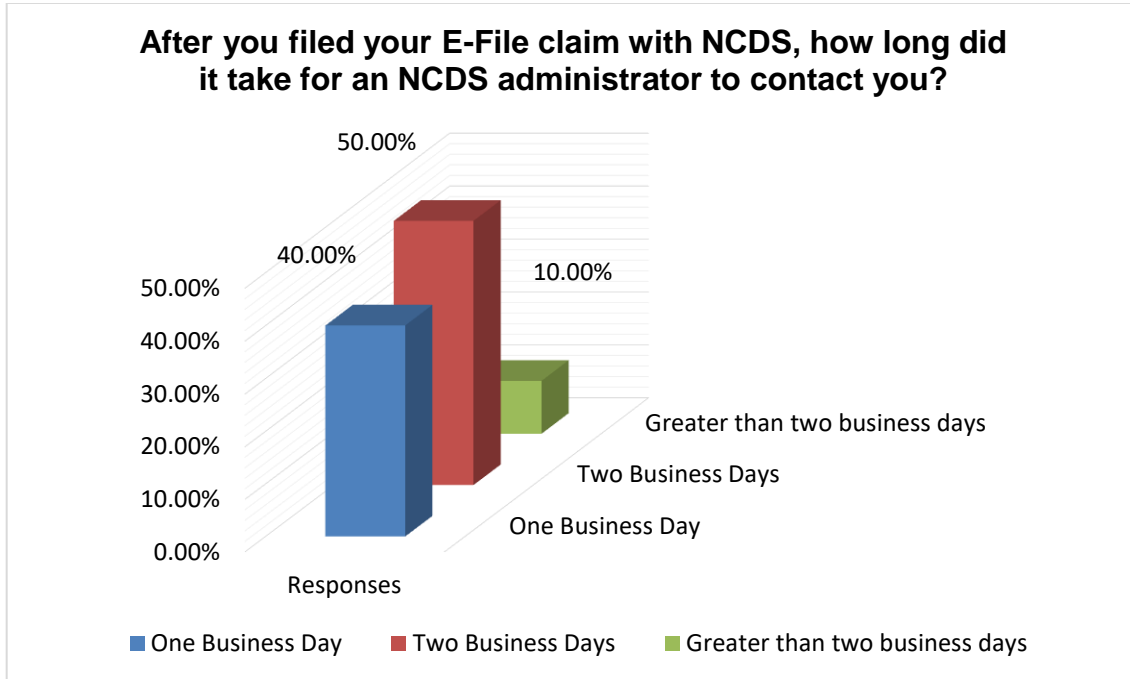 After you filed your E-File claim with NCDS, how long did
it take for an NCDS administrator to contact you?
50.00%
40.00%
10.00%
50.00%
40.00%
30.00%
20.00%
10.00%
0.00%
Greater than two business days
Two Business Days
One Business Day
Responses
One Business Day Two Business Days Greater than two business days